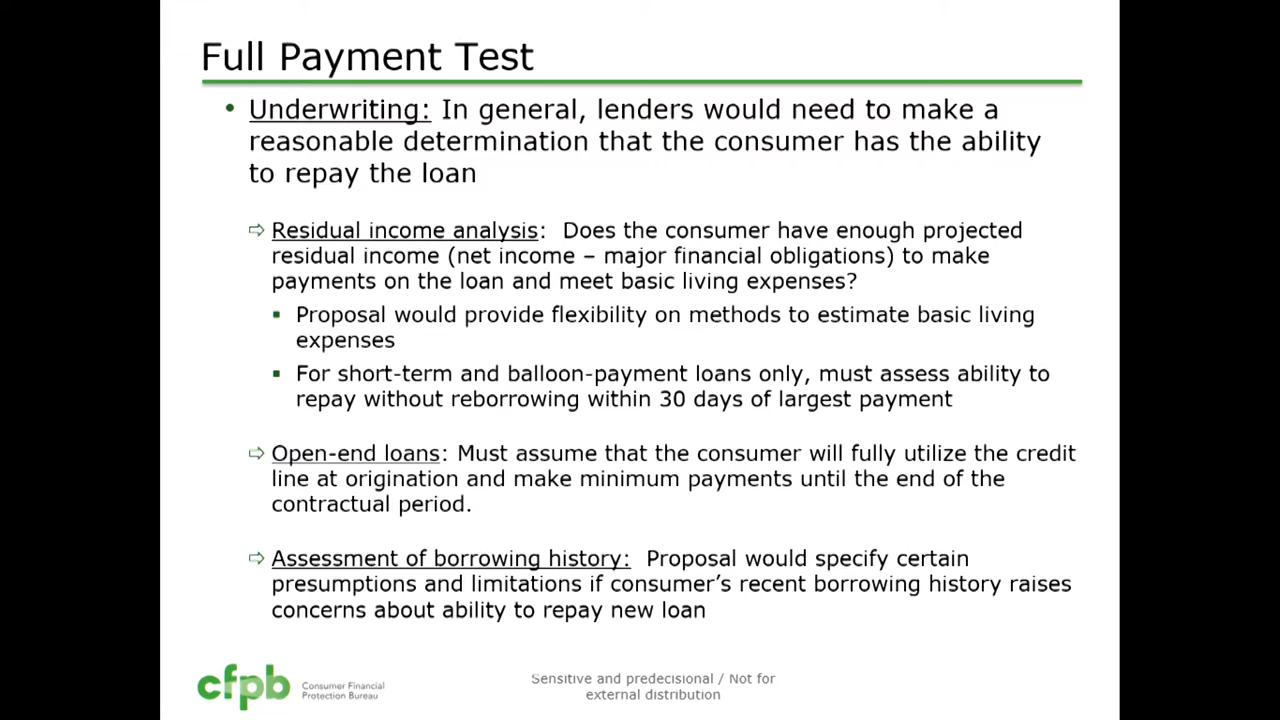 Full Payment Test
• Underwriting: In general, lenders would need to make a
reasonable determination that the consumer has the ability
to repay the loan
⇨ Residual income analysis: Does the consumer have enough projected
residual income (net income – major financial obligations) to make
payments on the loan and meet basic living expenses?
▪ Proposal would provide flexibility on methods to estimate basic living
expenses
▪ For short-term and balloon-payment loans only, must assess ability to
repay without reborrowing within 30 days of largest payment
⇨ Open-end loans: Must assume that the consumer will fully utilize the credit
line at origination and make minimum payments until the end of the
contractual period.
⇨ Assessment of borrowing history: Proposal would specify certain
presumptions and limitations if consumer’s recent borrowing history raises
concerns about ability to repay new loan
cfpb
Consumer Financial
Protection Bureau
Sensitive and predecisional / Not for
external distribution